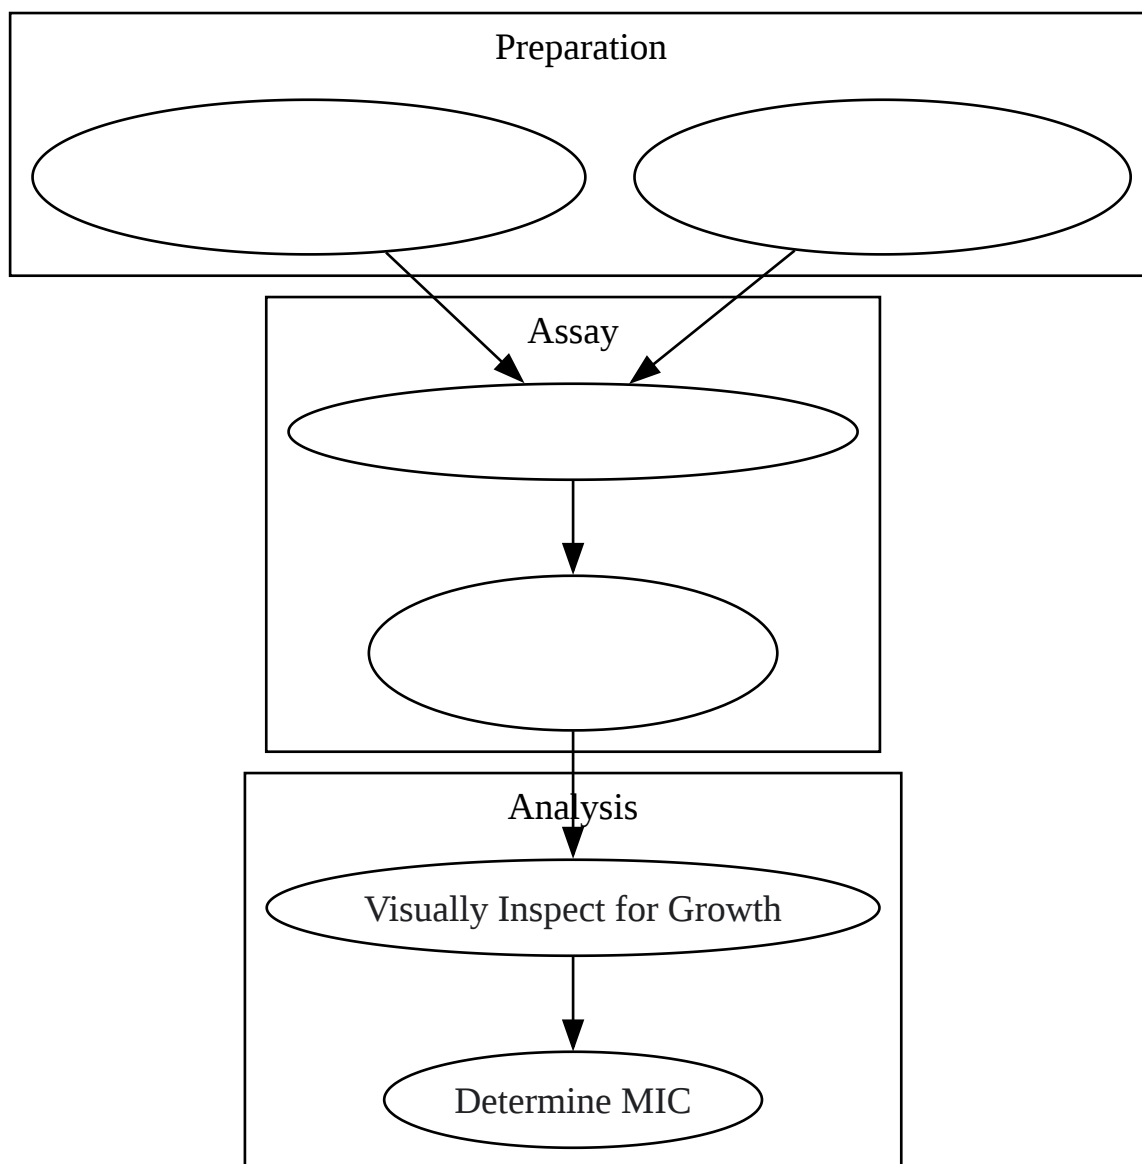 Preparation
Assay
Analysis
Visually Inspect for Growth
Determine MIC